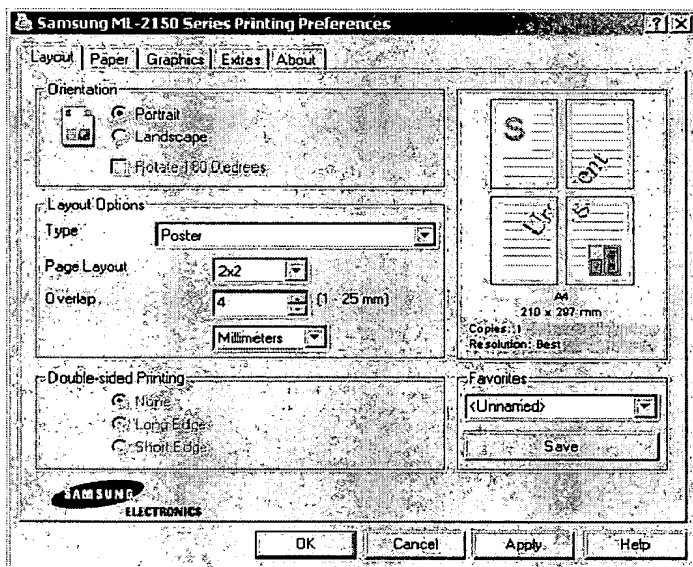 Samsung ML-2150 Series Printing Preferences
Layout Paper Graphics Extras About
Orientation
Portrait
Landscape
Rotate 180 Degrees
Layout Options
Type Poster
Page Layout 2x2
Overlap 4 (1 - 25 mm)
Millimeters
Double-sided Printing
None
Long Edge
Short Edge
A4
210 x 297 mm
Copies: 1
Resolution: Best
Favorites
<Unnamed>
Save
SAMSUNG
ELECTRONICS
OK Cancel Apply Help